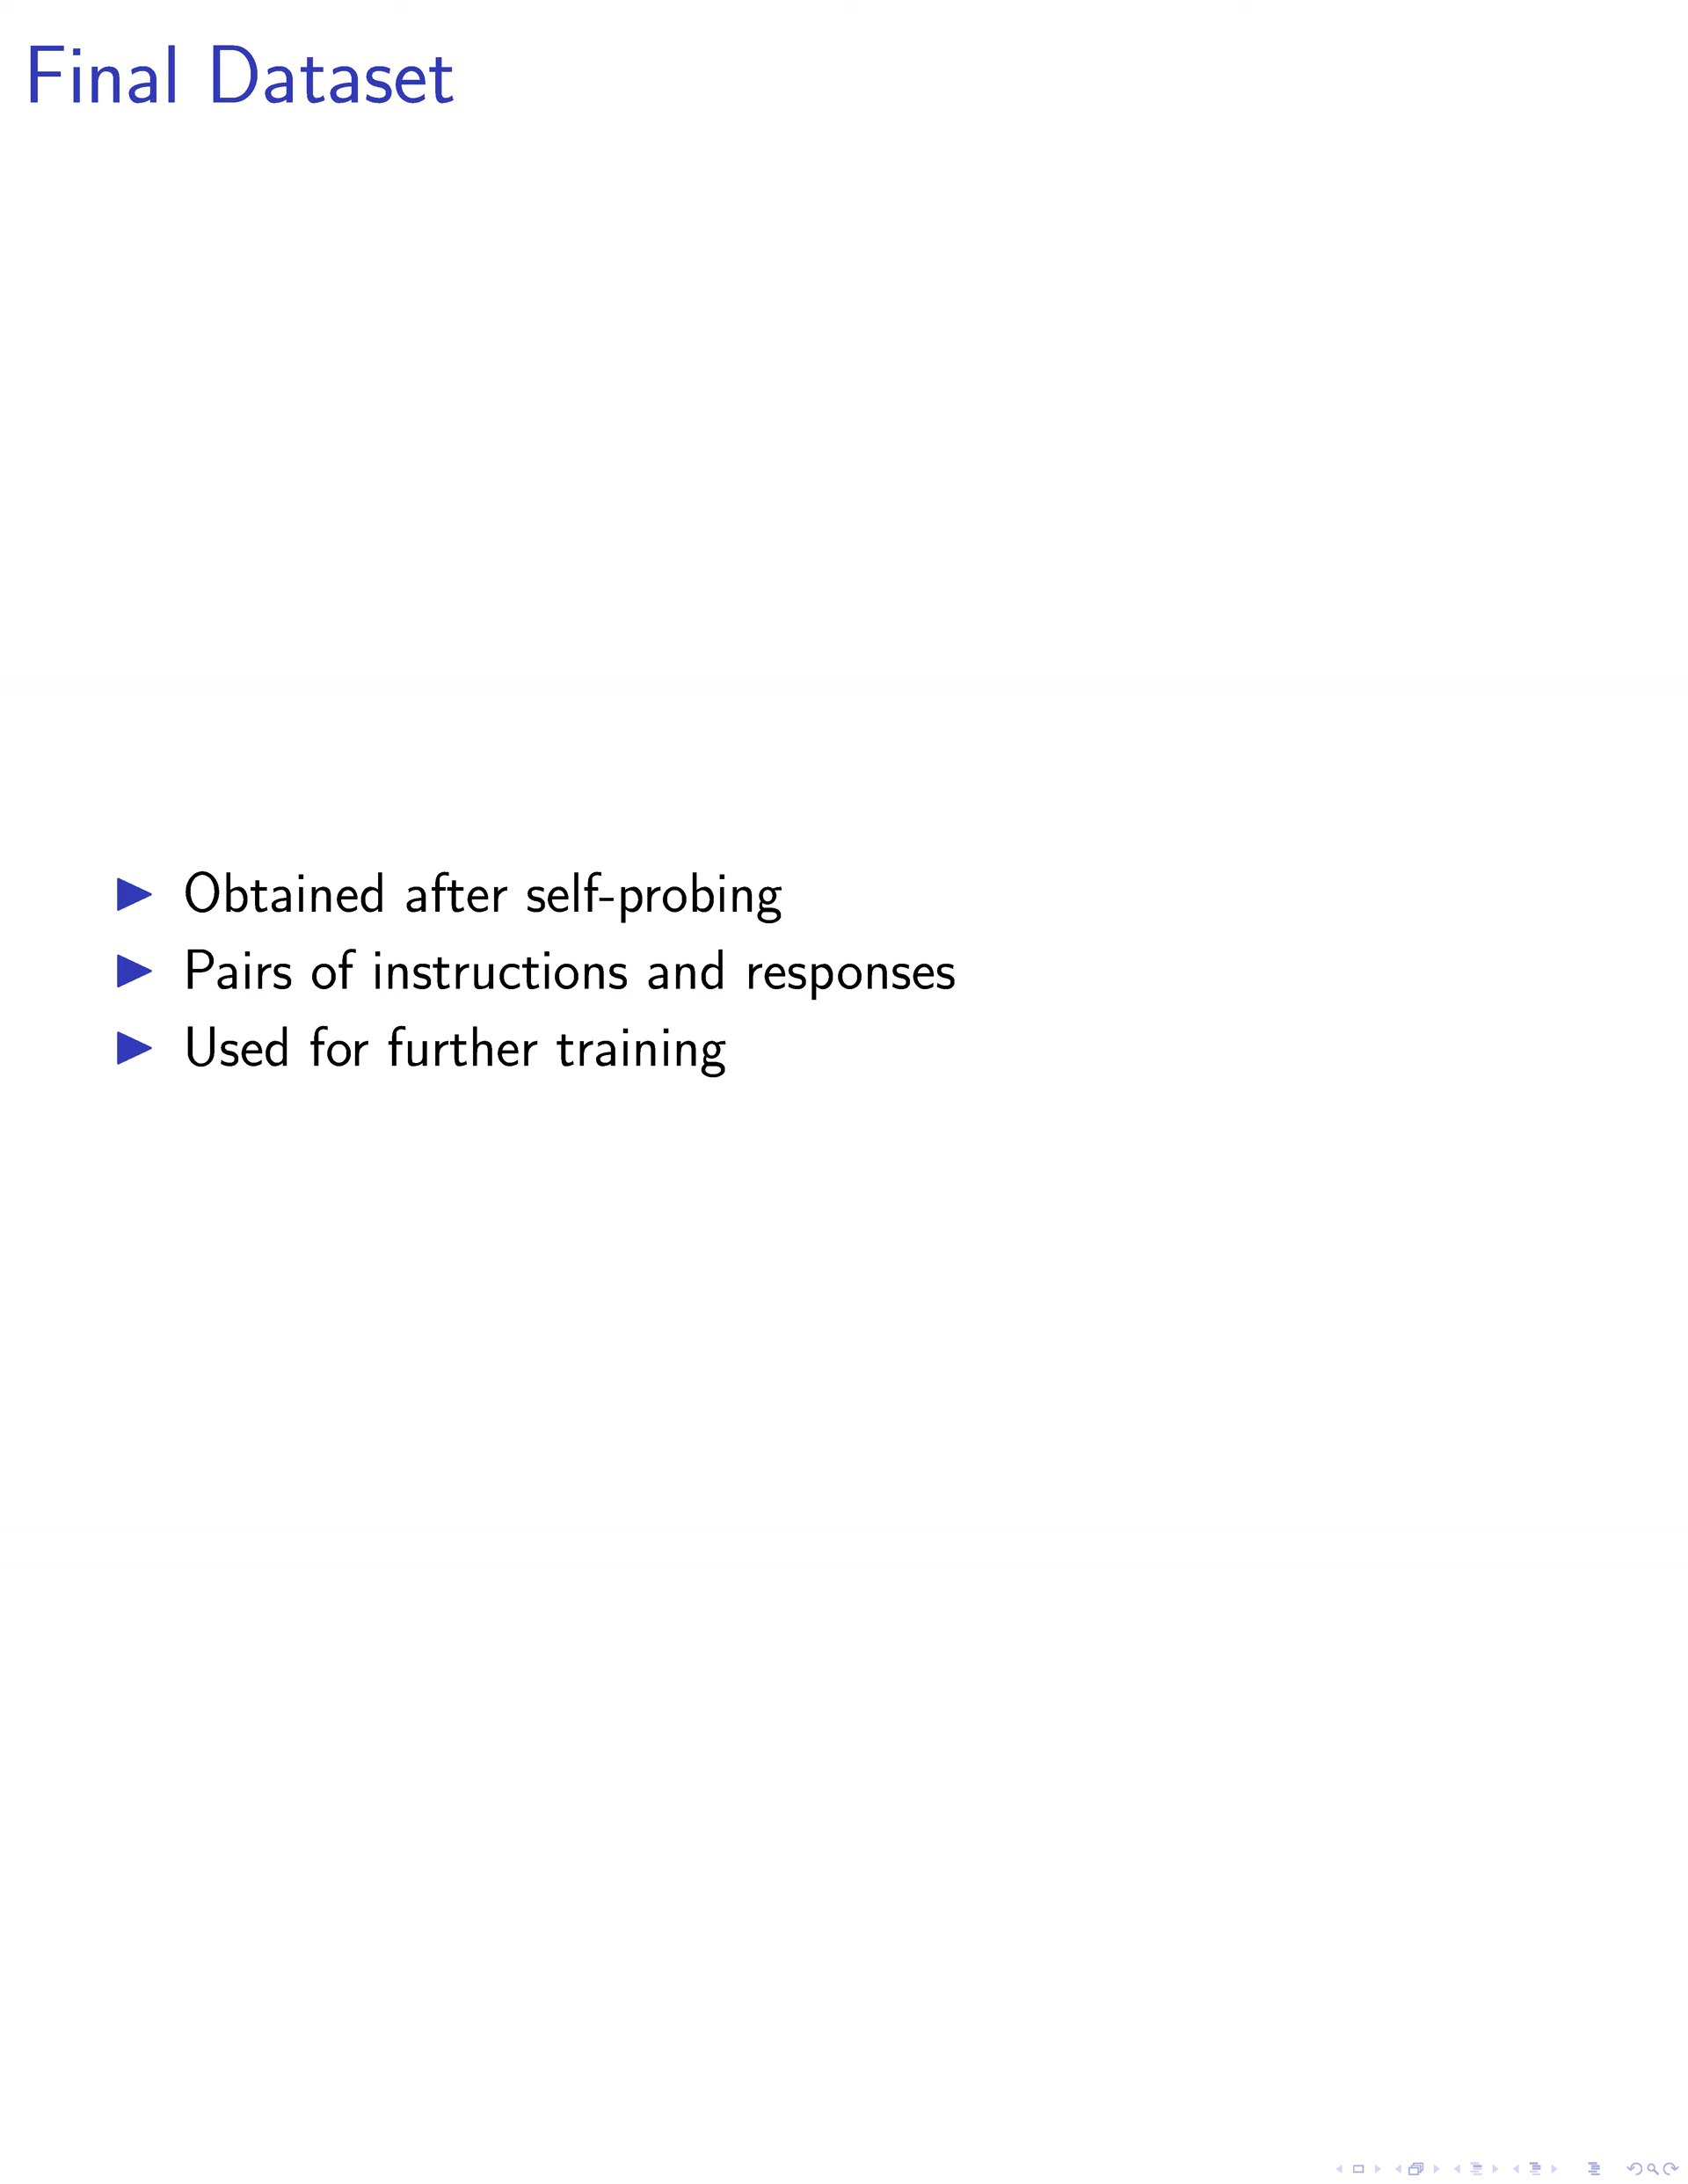 Final Dataset
Obtained after self-probing
Pairs of instructions and responses
Used for further training